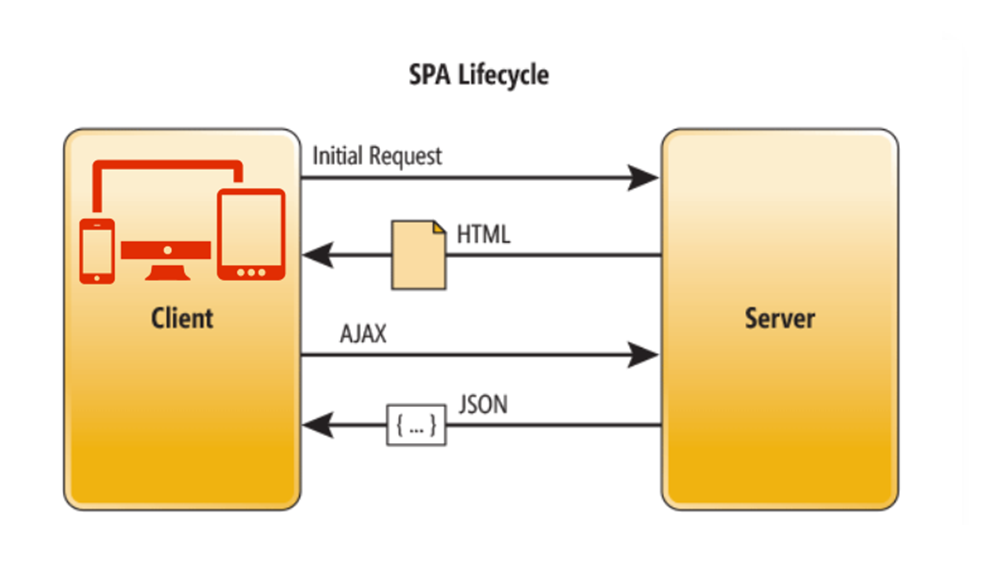 SPA Lifecycle
Initial Request
HTML
Client
Server
AJAX
JSON
{ ... }